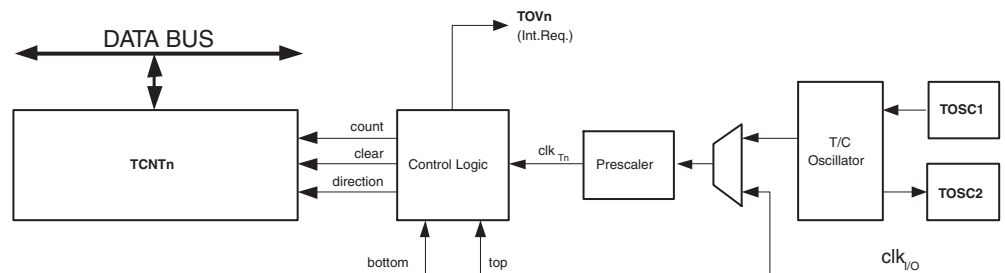 TOVn
(Int.Req.)
DATA BUS
TOSC1
count
T/C
Oscillator
TCNTn
clear
Control Logic
clk Tn
Prescaler
direction
TOSC2
bottom
top
clk I/O